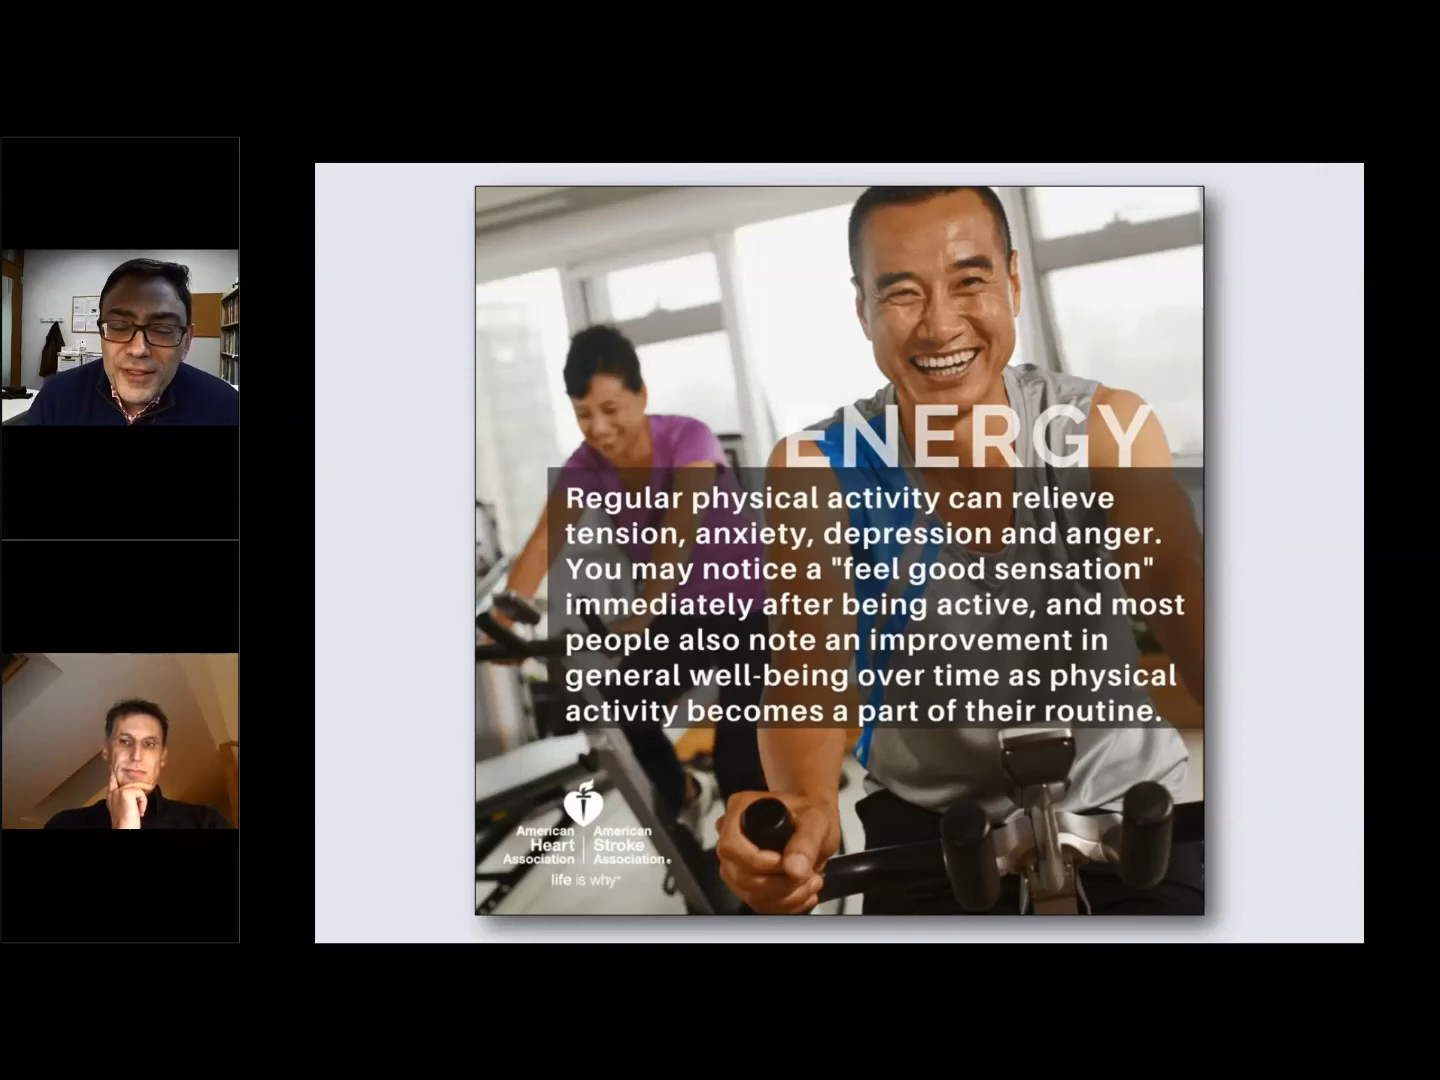 ENERGY
Regular physical activity can relieve
tension, anxiety, depression and anger.
You may notice a "feel good sensation"
immediately after being active, and most
people also note an improvement in
general well-being over time as physical
activity becomes a part of their routine.
American
Heart
Association
American
Stroke
Association®
life is why™